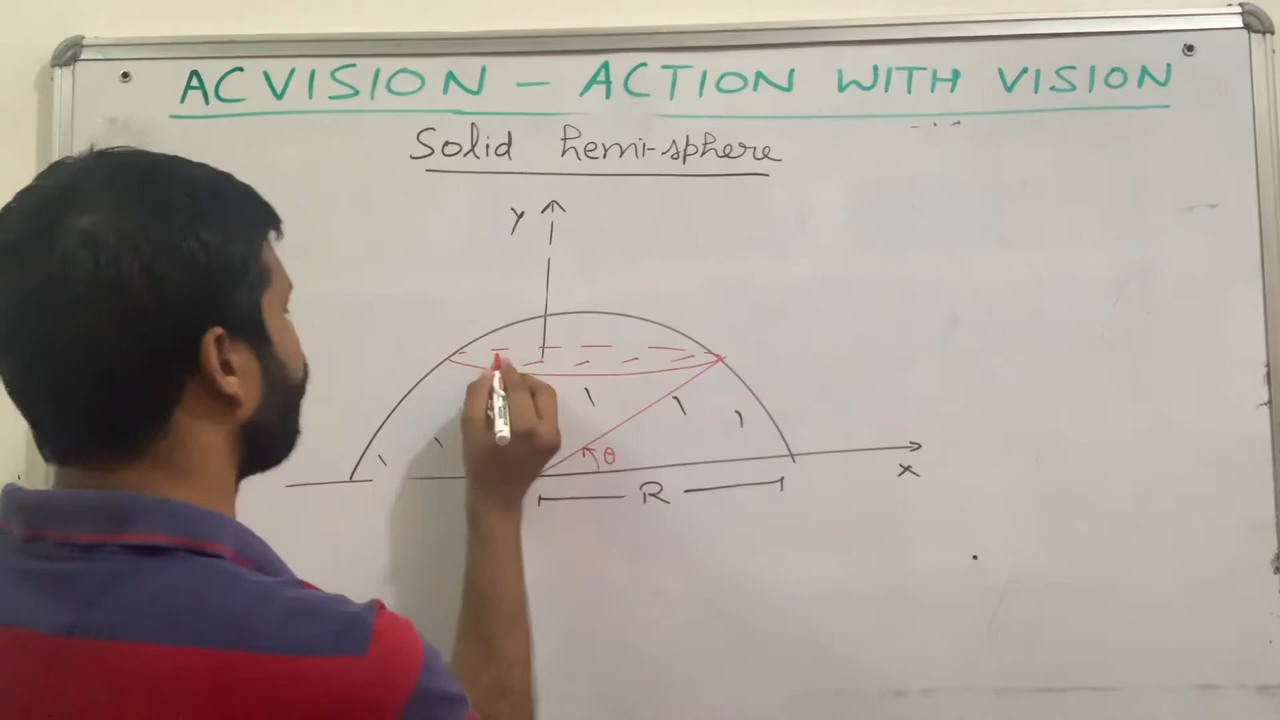 ACVISION - ACTION WITH VISION
Solid hemi-sphere
y
θ
x
R